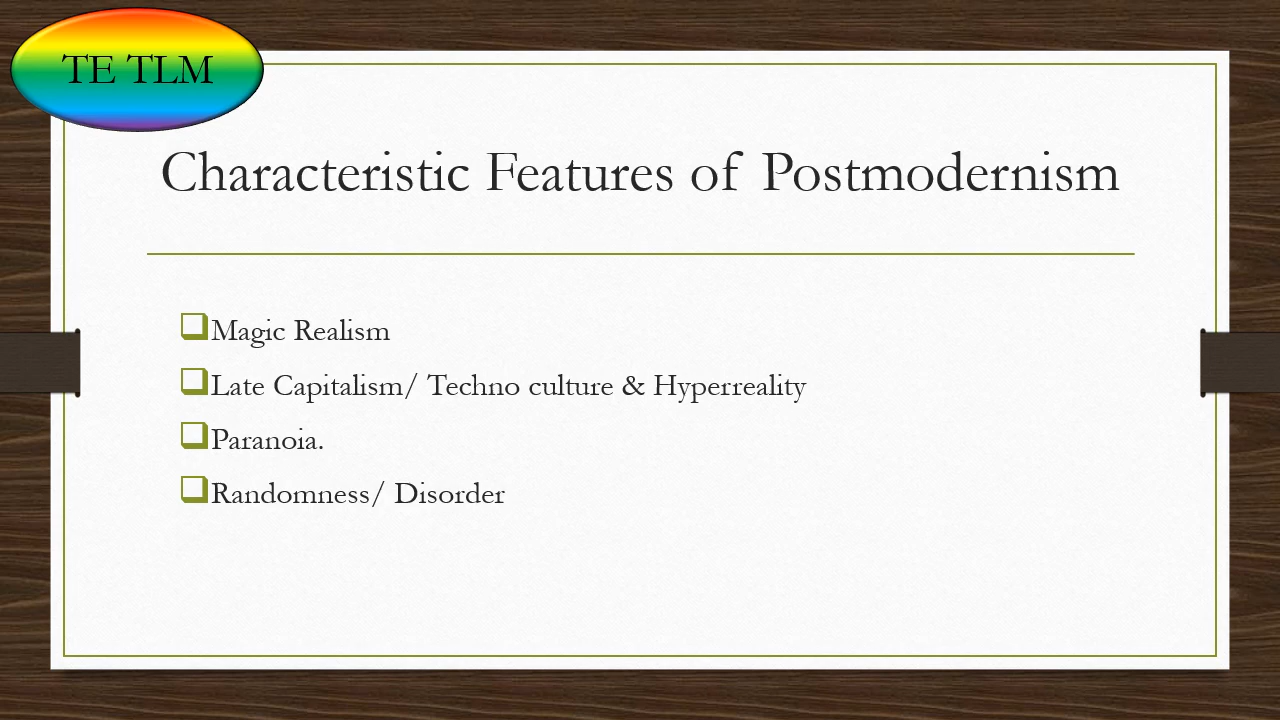 TE TLM
Characteristic Features of Postmodernism
Magic Realism
Late Capitalism/ Techno culture & Hyperreality
Paranoia.
Randomness/ Disorder